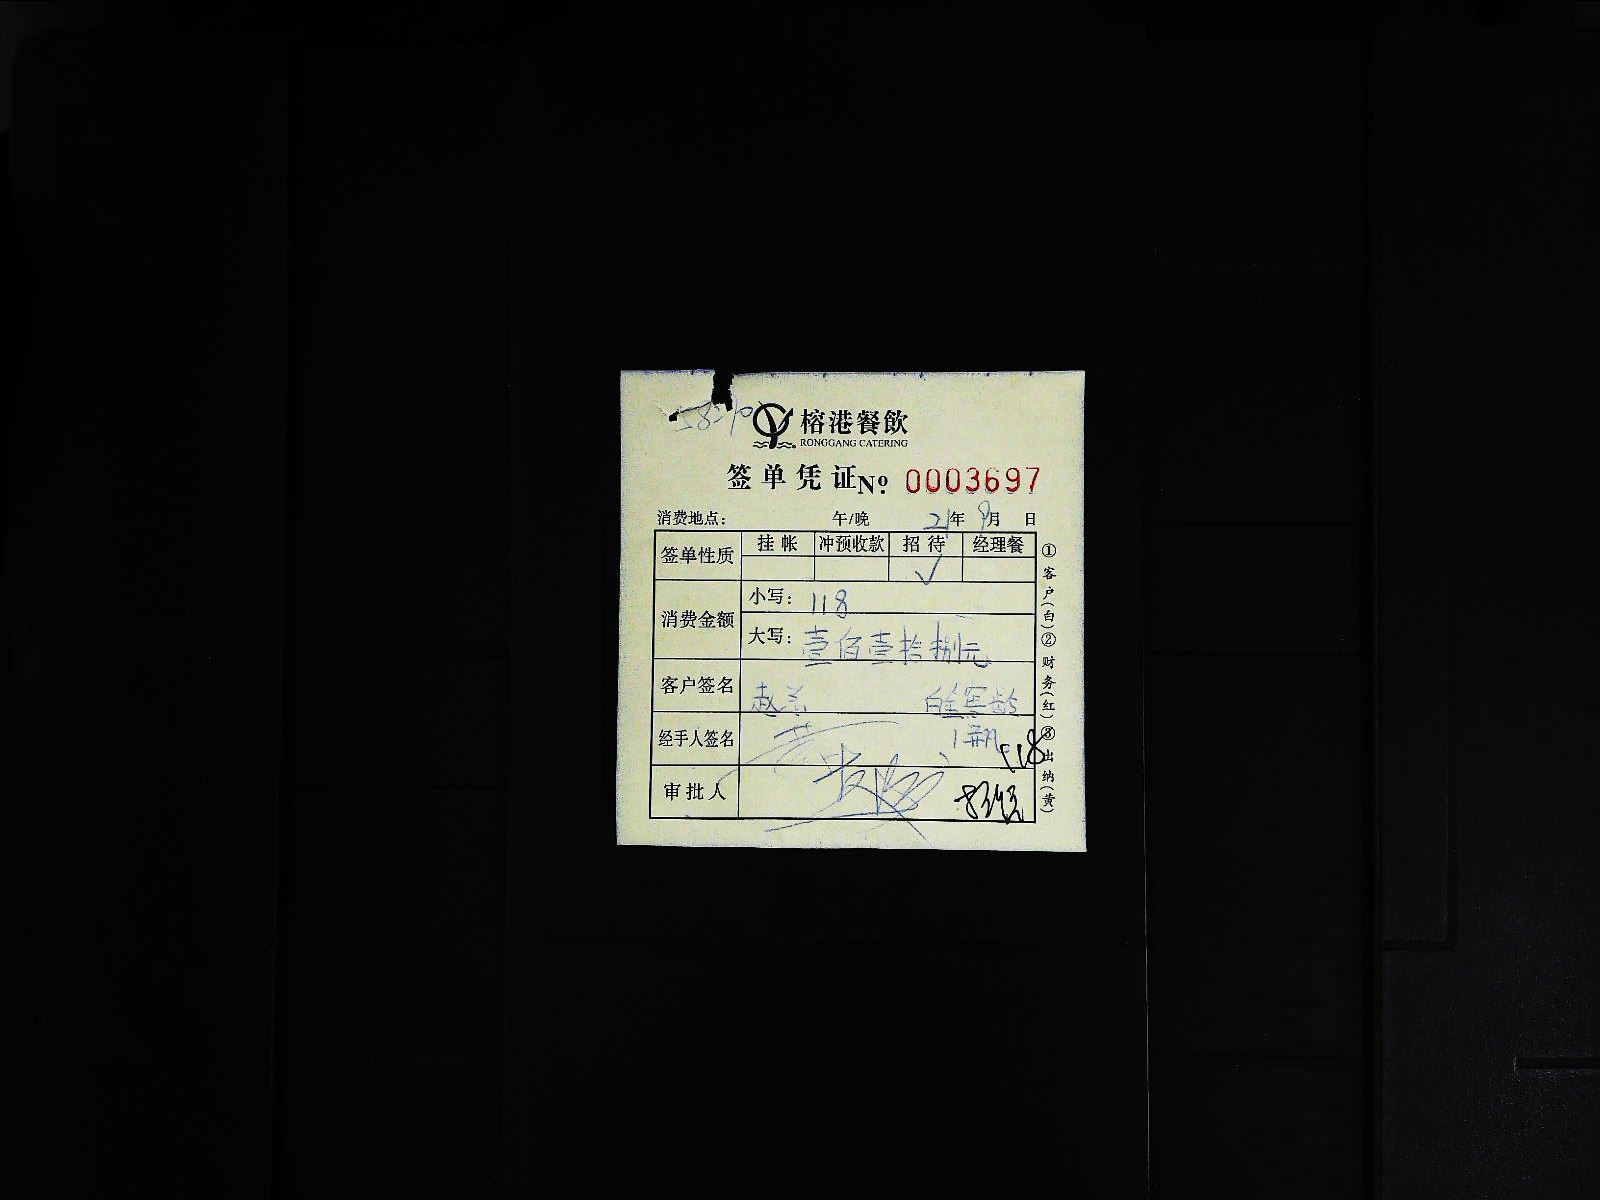 榕港餐飲
RONGGANG CATERING
签单凭证№ 0003697
消费地点： 午/晚 21年9月 日
签单性质 挂帐 冲预收款 招待 经理餐
✓
消费金额 小写：118
大写：壹佰壹拾捌元
客户签名 赵
经手人签名
审批人
①客户(白)②财务(红)③出纳(黄)